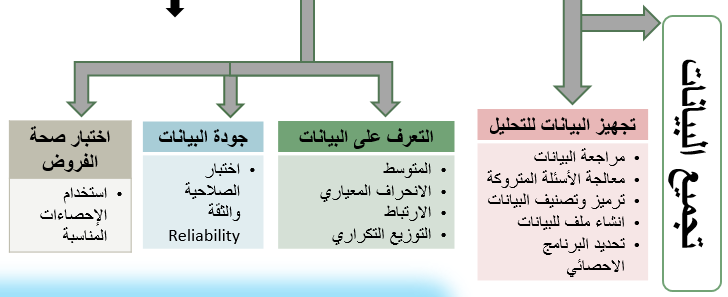 تجميع البيانات
تجهيز البيانات للتحليل
• مراجعة البيانات
• معالجة الأسئلة المتروكة
• ترميز وتصنيف البيانات
• انشاء ملف للبيانات
• تحديد البرنامج
الاحصائي
التعرف على البيانات
• المتوسط
• الانحراف المعياري
• الارتباط
• التوزيع التكراري
جودة البيانات
• اختبار
الصلاحية
والثقة
Reliability
اختبار صحة
الفروض
• استخدام
الإحصاءات
المناسبة